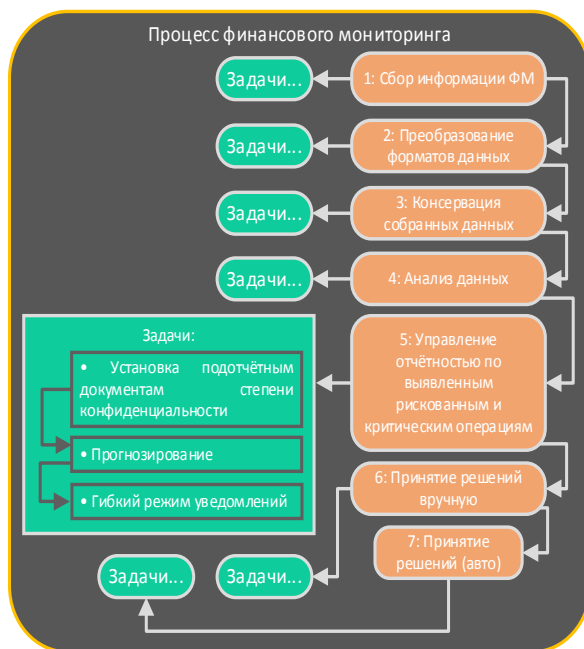 Процесс финансового мониторинга
Задачи...
1: Сбор информации ФМ
Задачи...
2: Преобразование
форматов данных
Задачи...
3: Консервация
собранных данных
Задачи...
4: Анализ данных
Задачи:
• Установка подотчётным
документам степени
конфиденциальности
• Прогнозирование
• Гибкий режим уведомлений
5: Управление
отчётностью по
выявленным
рискованным и
критическим операциям
6: Принятие решений
вручную
7: Принятие
решений (авто)
Задачи...
Задачи...